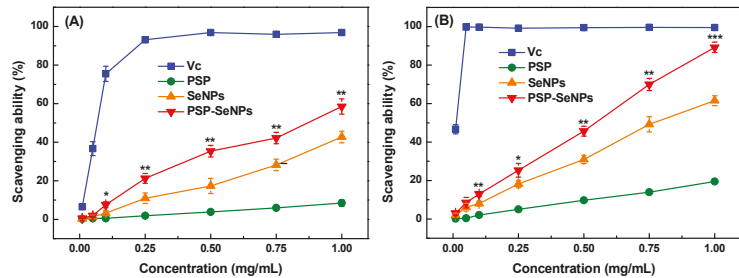 (A)
Scavenging ability (%)
100
80
60
40
20
0
Vc
PSP
SeNPs
PSP-SeNPs
*
**
**
**
**
0.00 0.25 0.50 0.75 1.00
Concentration (mg/mL)
(B)
Scavenging ability (%)
100
80
60
40
20
0
Vc
PSP
SeNPs
PSP-SeNPs
**
*
**
**
***
0.00 0.25 0.50 0.75 1.00
Concentration (mg/mL)